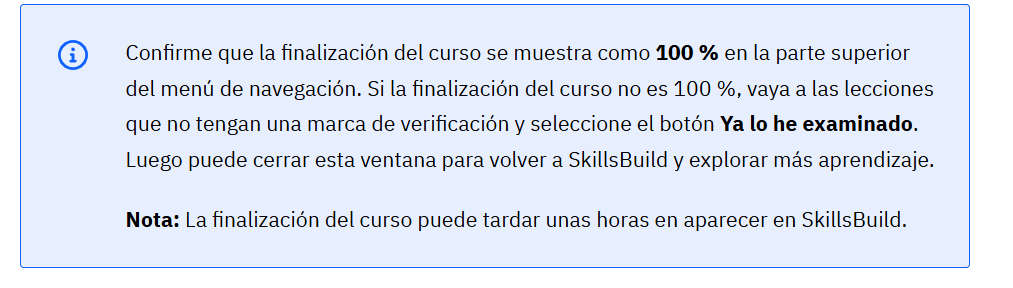 Confirme que la finalización del curso se muestra como 100 % en la parte superior
del menú de navegación. Si la finalización del curso no es 100 %, vaya a las lecciones
que no tengan una marca de verificación y seleccione el botón Ya lo he examinado.
Luego puede cerrar esta ventana para volver a SkillsBuild y explorar más aprendizaje.
Nota: La finalización del curso puede tardar unas horas en aparecer en SkillsBuild.